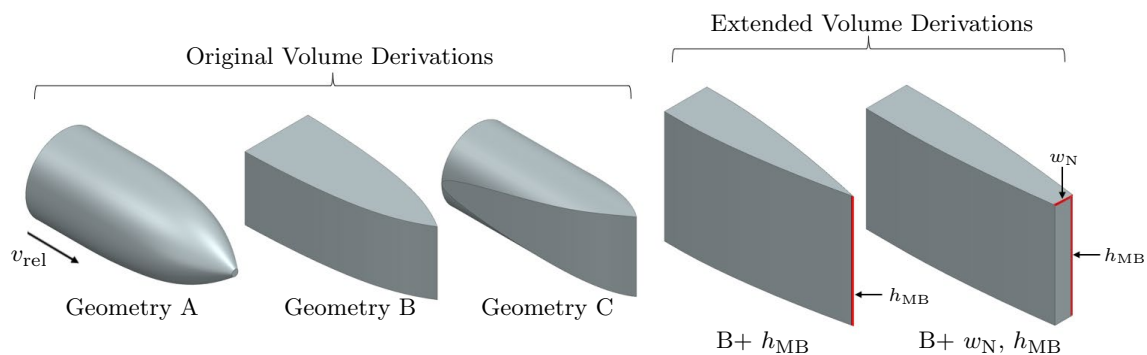 Original Volume Derivations
Extended Volume Derivations
v_rel
Geometry A
Geometry B
Geometry C
h_MB
B+ h_MB
w_N
h_MB
B+ w_N, h_MB